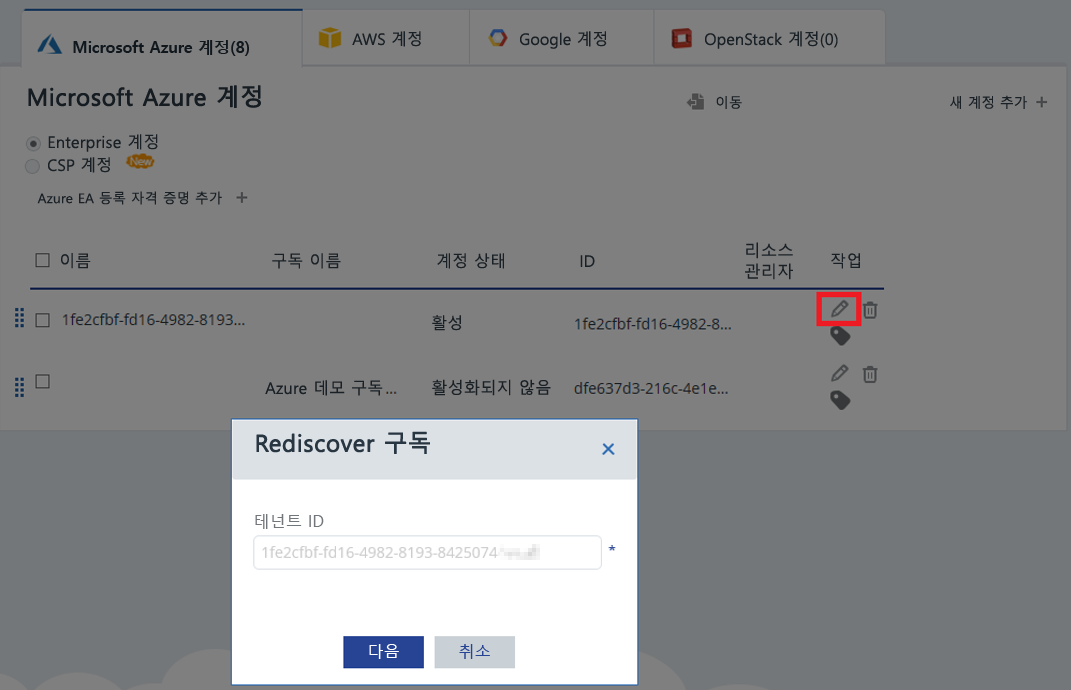 Microsoft Azure 계정(8)
AWS 계정
Google 계정
OpenStack 계정(0)
Microsoft Azure 계정
이동
새 계정 추가 +
Enterprise 계정
CSP 계정 New
Azure EA 등록 자격 증명 추가 +
이름
구독 이름
계정 상태
ID
리소스
관리자
작업
1fe2cfbf-fd16-4982-8193...
활성
1fe2cfbf-fd16-4982-8...
Azure 데모 구독...
활성화되지 않음
dfe637d3-216c-4e1e...
Rediscover 구독
테넌트 ID
1fe2cfbf-fd16-4982-8193-8425074
*
다음
취소